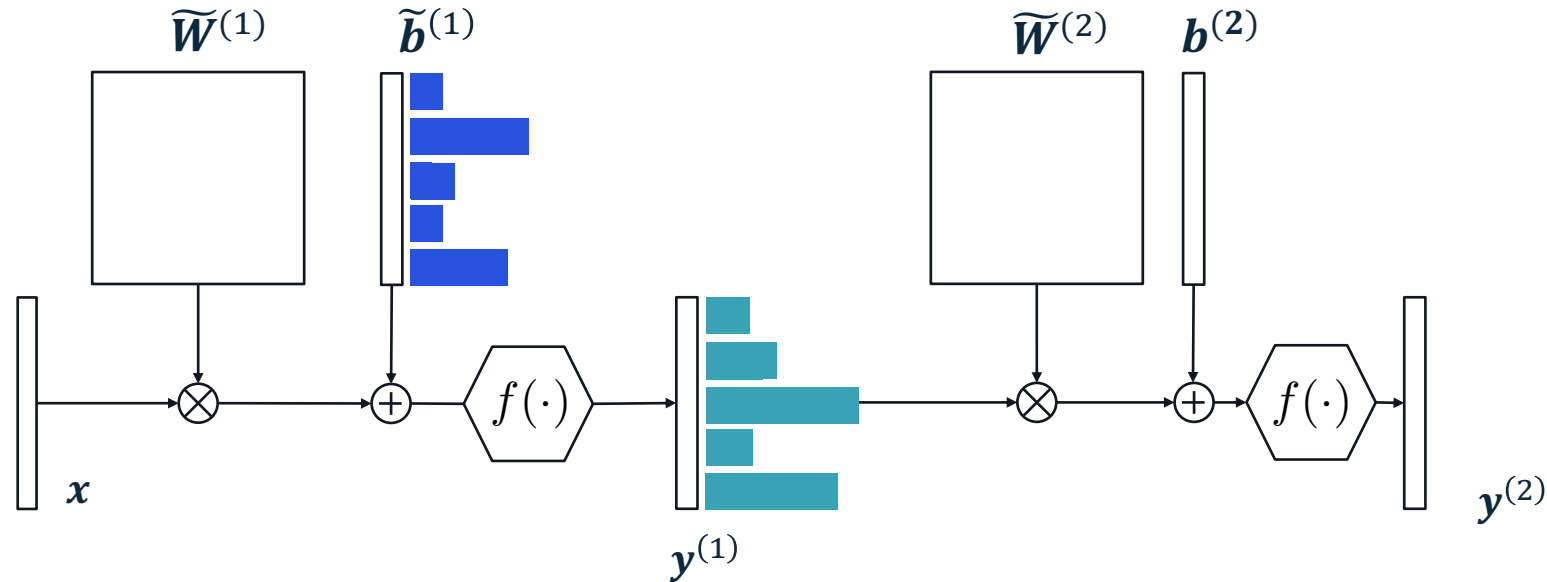 W̃⁽¹⁾ b̃⁽¹⁾ W̃⁽²⁾ b⁽²⁾
f(·) f(·)
x y⁽¹⁾ y⁽²⁾